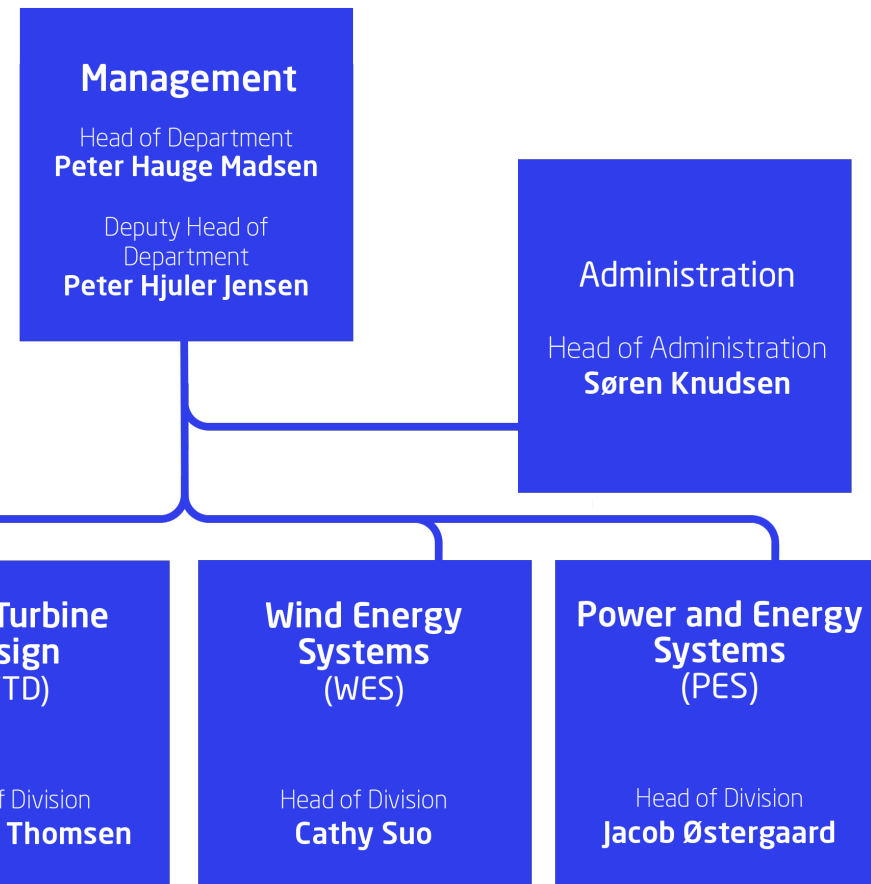 Management
Head of Department
Peter Hauge Madsen
Deputy Head of
Department
Peter Hjuler Jensen
Administration
Head of Administration
Søren Knudsen
Turbine
sign
TD)
f Division
Thomsen
Wind Energy
Systems
(WES)
Head of Division
Cathy Suo
Power and Energy
Systems
(PES)
Head of Division
Jacob Østergaard